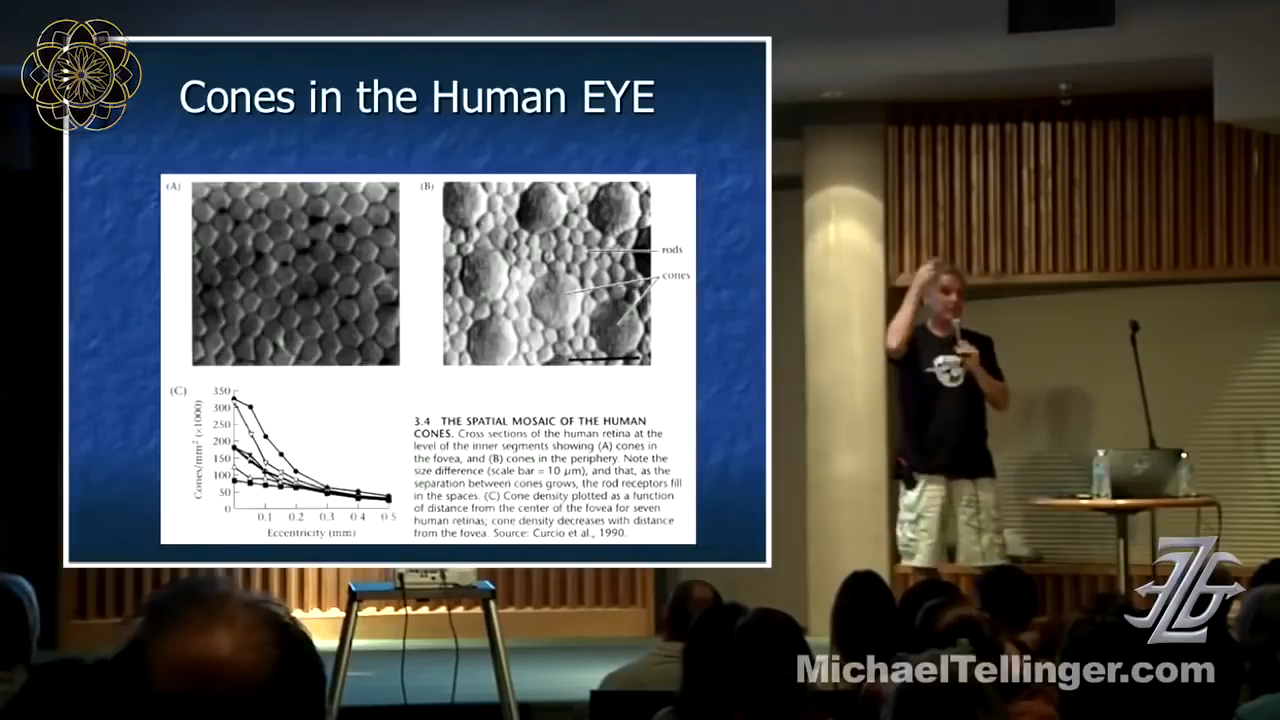 Cones in the Human EYE
(A)
(B)
rods
cones
(C)
Cones/mm² (×1000)
350
300
250
200
150
100
50
0
0.1 0.2 0.3 0.4 0.5
Eccentricity (mm)
3.4 THE SPATIAL MOSAIC OF THE HUMAN
CONES. Cross sections of the human retina at the
level of the inner segments showing (A) cones in
the fovea, and (B) cones in the periphery. Note the
size difference (scale bar = 10 µm), and that, as the
separation between cones grows, the rod receptors fill
in the spaces. (C) Cone density plotted as a function
of distance from the center of the fovea for seven
human retinas; cone density decreases with distance
from the fovea. Source: Curcio et al., 1990.
MichaelTellinger.com